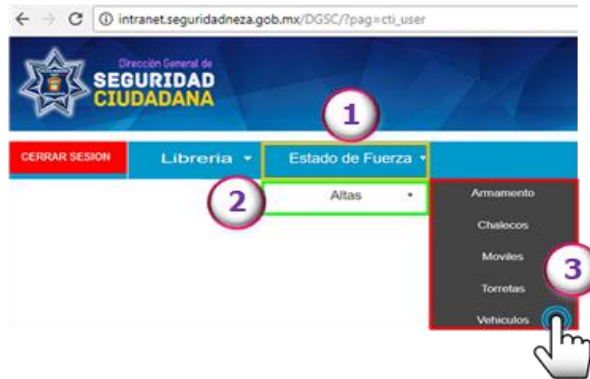 intranet.seguridadneza.gob.mx/DGSC/?pag=cti_user
Dirección General de
SEGURIDAD
CIUDADANA
1
CERRAR SESION Libreria Estado de Fuerza
2 Altas Armamento
Chalecos
Moviles
3
Torretas
Vehiculos